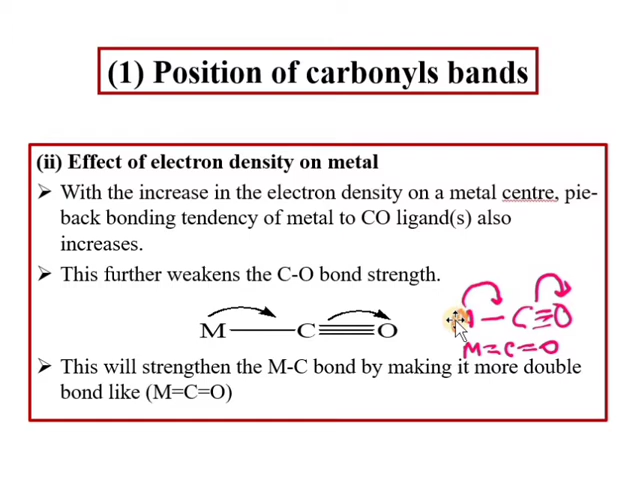 (1) Position of carbonyls bands
(ii) Effect of electron density on metal
➢ With the increase in the electron density on a metal centre, pie-
back bonding tendency of metal to CO ligand(s) also
increases.
➢ This further weakens the C-O bond strength.
M—C≡O
– C≡O
M=C=O
➢ This will strengthen the M-C bond by making it more double
bond like (M=C=O)